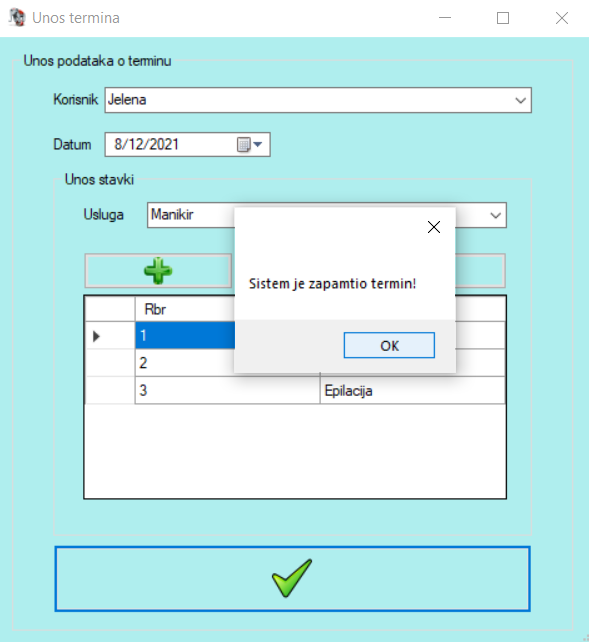 Unos termina
Unos podataka o terminu
Korisnik Jelena
Datum 8/12/2021
Unos stavki
Usluga Manikir
Sistem je zapamtio termin!
OK
Rbr
1
2
3 Epilacija